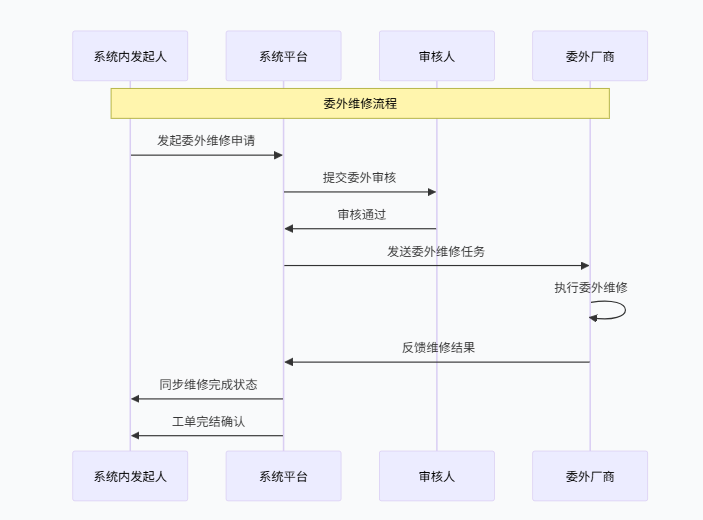 系统内发起人
系统平台
审核人
委外厂商
委外维修流程
发起委外维修申请
提交委外审核
审核通过
发送委外维修任务
执行委外维修
反馈维修结果
同步维修完成状态
工单完结确认
系统内发起人
系统平台
审核人
委外厂商